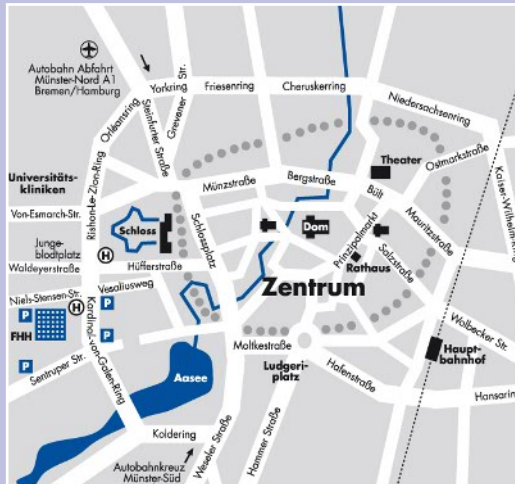 Autobahn Abfahrt
Münster-Nord A1
Bremen/Hamburg
Yorkring
Grevener Str.
Friesenring
Cheruskerring
Niedersachsenring
Orléansring
Steinfurter Straße
Theater
Ostmarkstraße
Universitäts-
kliniken
Rishon-Le-Zion-Ring
Münzstraße
Bergstraße
Bült
Kaiser-Wilhelm-Ring
Von-Esmarch-Str.
Schloss
Schlossplatz
Dom
Prinzipalmarkt
Mauritzstraße
Junge-
blodtplatz
H
Rathaus
Salzstraße
Waldeyerstraße
Hüfferstraße
Zentrum
Niels-Stensen-Str.
Vesaliusweg
H
P
P
FHH
Kardinal-von-Galen-Ring
Wolbecker Str.
P
P
Sentruper Str.
Moltkestraße
Haupt-
bahnhof
Aasee
Ludgeri-
platz
Hafenstraße
Hansarin
Koldering
Weseler Straße
Hammer Straße
Autobahnkreuz
Münster-Süd